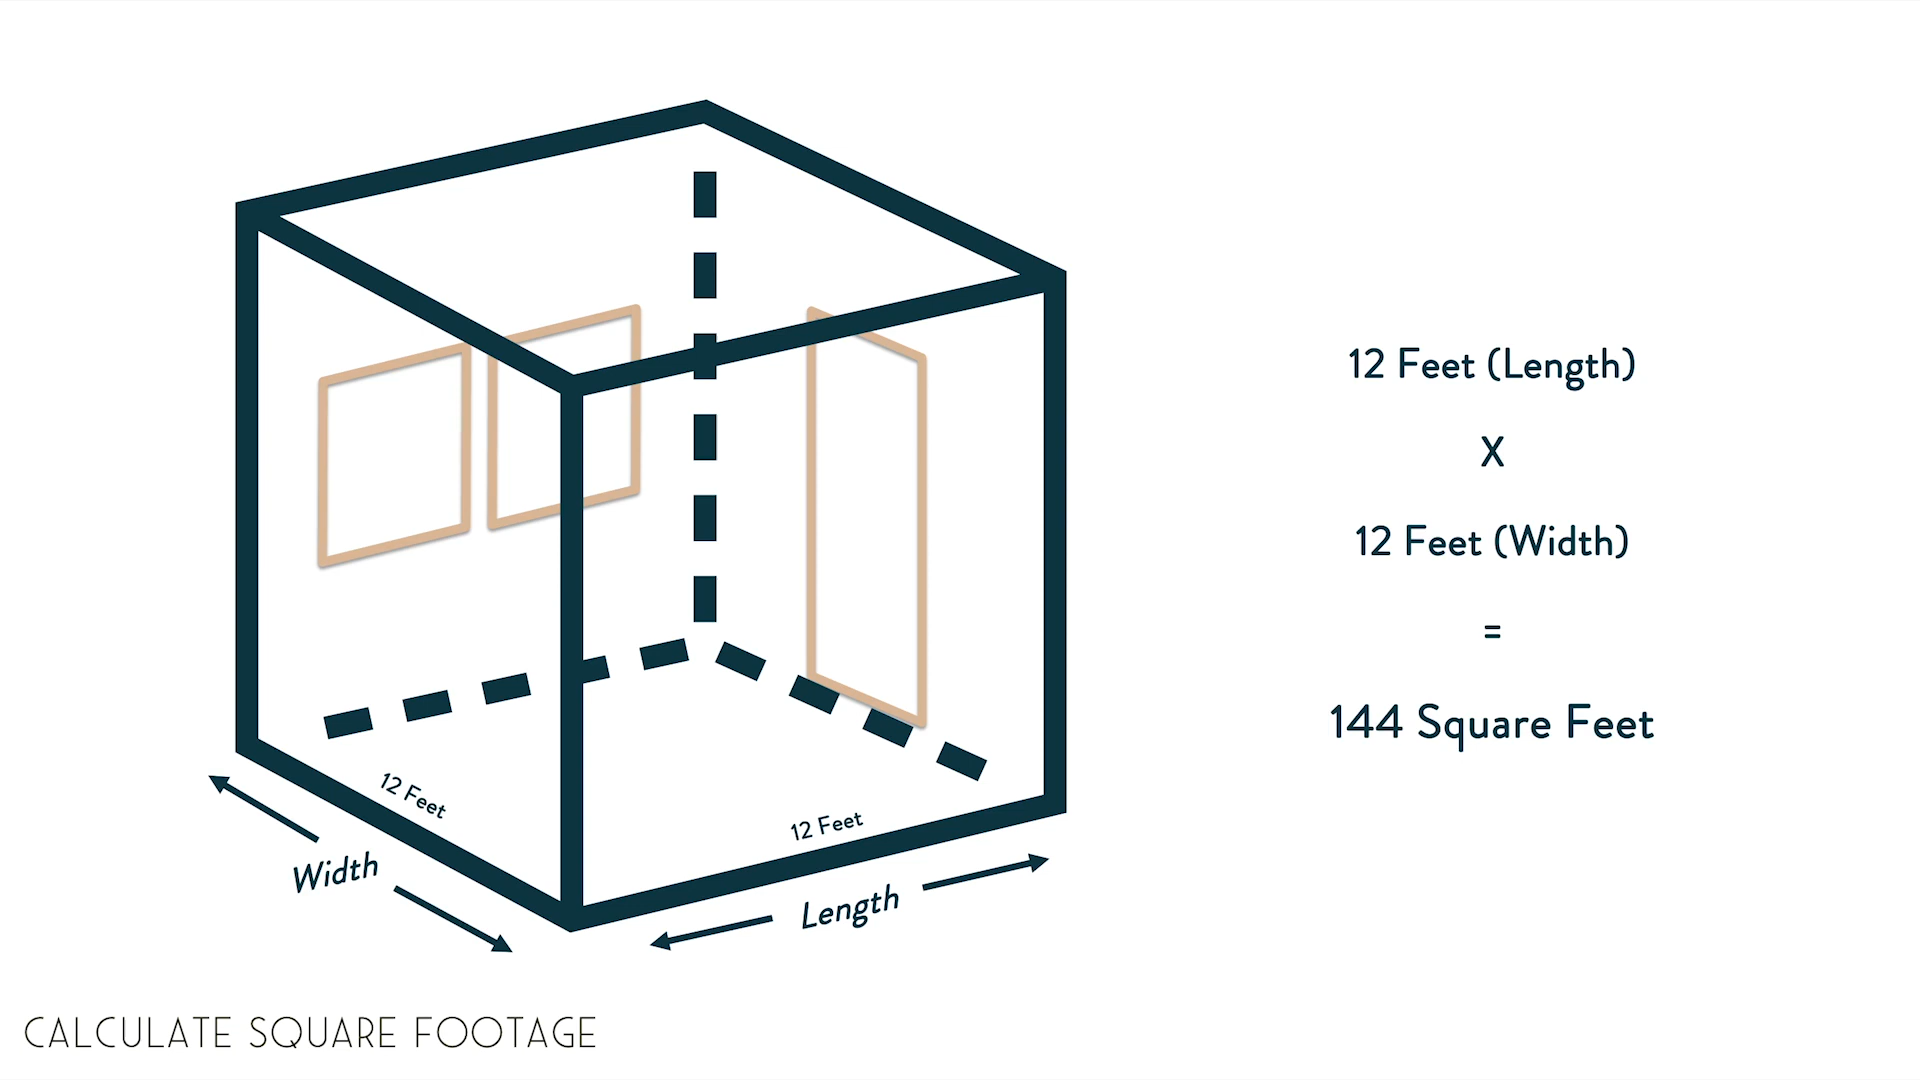 12 Feet (Length)
X
12 Feet (Width)
=
144 Square Feet
12 Feet
12 Feet
Width
Length
CALCULATE SQUARE FOOTAGE